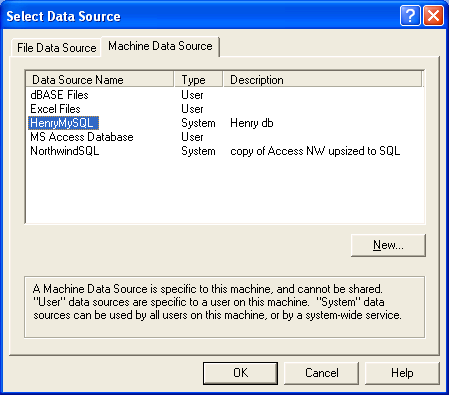 Select Data Source
File Data Source Machine Data Source
Data Source Name Type Description
dBASE Files User
Excel Files User
HenryMySQL System Henry db
MS Access Database User
NorthwindSQL System copy of Access NW upsized to SQL
New...
A Machine Data Source is specific to this machine, and cannot be shared.
"User" data sources are specific to a user on this machine. "System" data
sources can be used by all users on this machine, or by a system-wide service.
OK Cancel Help